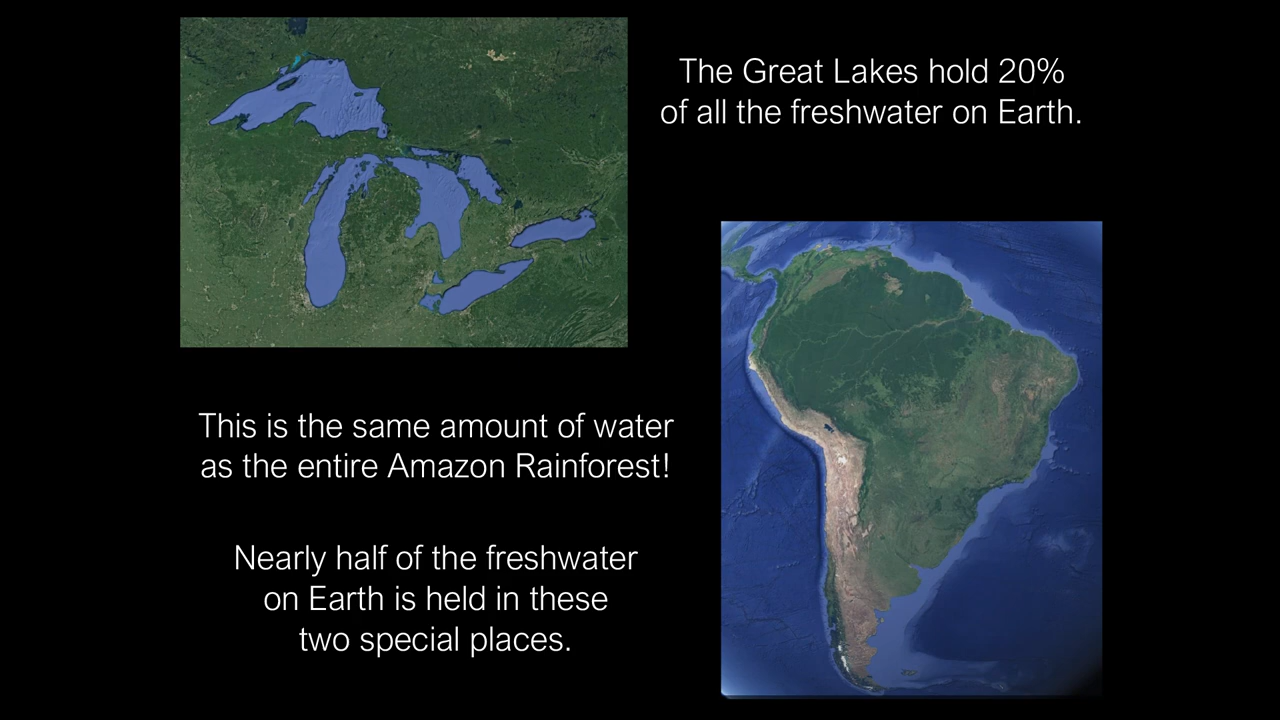 The Great Lakes hold 20%
of all the freshwater on Earth.
This is the same amount of water
as the entire Amazon Rainforest!
Nearly half of the freshwater
on Earth is held in these
two special places.